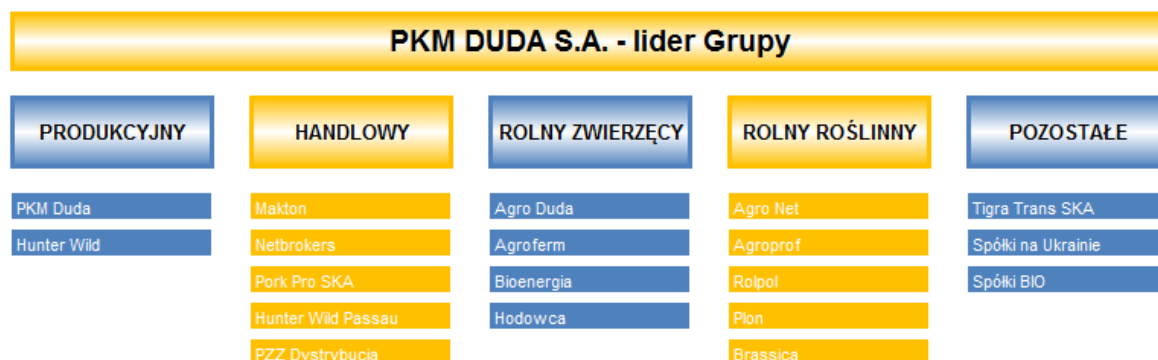 PKM DUDA S.A. - lider Grupy
PRODUKCYJNY
PKM Duda
Hunter Wild
HANDLOWY
Makton
Netbrokers
Pork Pro SKA
Hunter Wild Passau
PZZ Dystrybucja
ROLNY ZWIERZĘCY
Agro Duda
Agroferm
Bioenergia
Hodowca
ROLNY ROŚLINNY
Agro Net
Agroprof
Rolpol
Plon
Brassica
POZOSTAŁE
Tigra Trans SKA
Spółki na Ukrainie
Spółki BIO